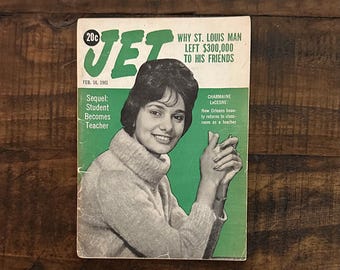 20c
JET
FEB. 16, 1961
WHY ST. LOUIS MAN
LEFT $300,000
TO HIS FRIENDS
Sequel:
Student
Becomes
Teacher
CHARMAINE
LaCESNE:
New Orleans beau-
ty returns to class-
room as a teacher